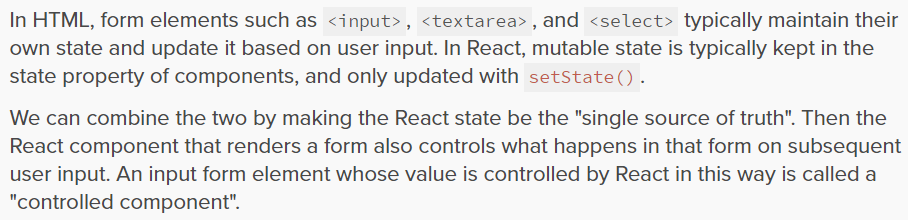 In HTML, form elements such as <input>, <textarea>, and <select> typically maintain their
own state and update it based on user input. In React, mutable state is typically kept in the
state property of components, and only updated with setState().
We can combine the two by making the React state be the "single source of truth". Then the
React component that renders a form also controls what happens in that form on subsequent
user input. An input form element whose value is controlled by React in this way is called a
"controlled component".